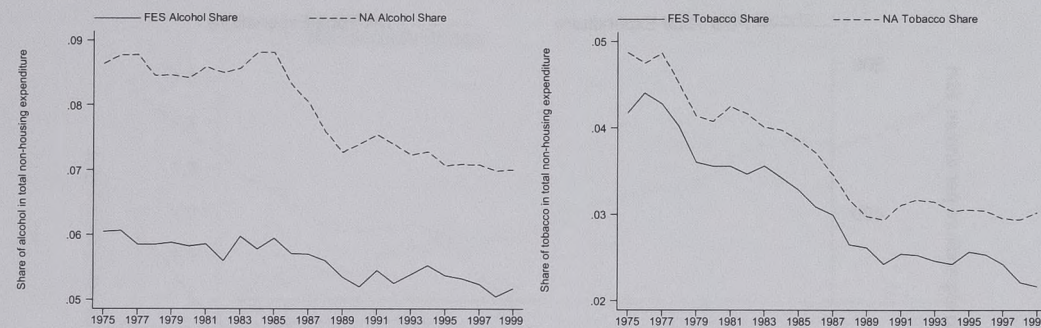 FES Alcohol Share NA Alcohol Share
Share of alcohol in total non-housing expenditure
.09
.08
.07
.06
.05
1975 1977 1979 1981 1983 1985 1987 1989 1991 1993 1995 1997 1999
FES Tobacco Share NA Tobacco Share
Share of tobacco in total non-housing expenditure
.05
.04
.03
.02
1975 1977 1979 1981 1983 1985 1987 1989 1991 1993 1995 1997 199